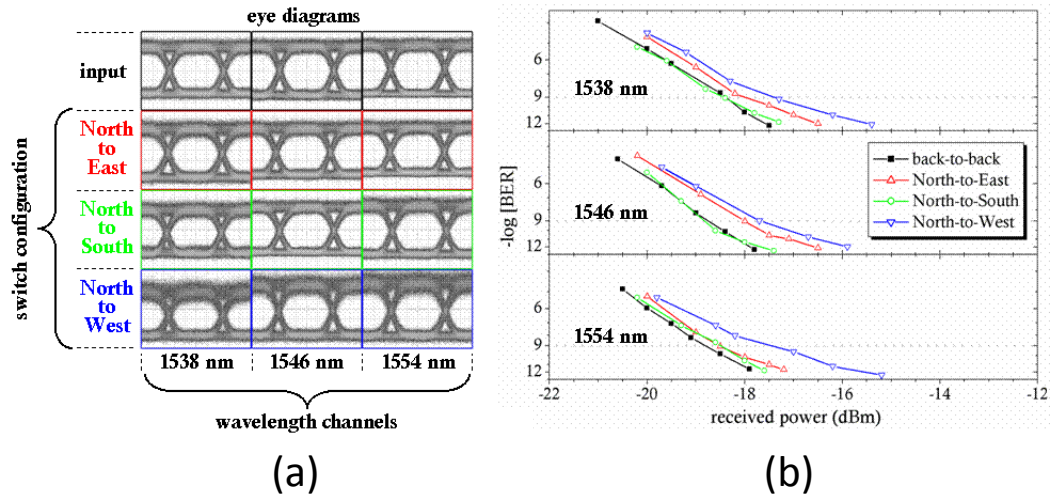 eye diagrams
input
North
to
East
North
to
South
North
to
West
switch configuration
1538 nm
1546 nm
1554 nm
wavelength channels
(a)
6
9
12
1538 nm
6
9
12
1546 nm
6
9
12
1554 nm
-log [BER]
back-to-back
North-to-East
North-to-South
North-to-West
-22
-20
-18
-16
-14
-12
received power (dBm)
(b)